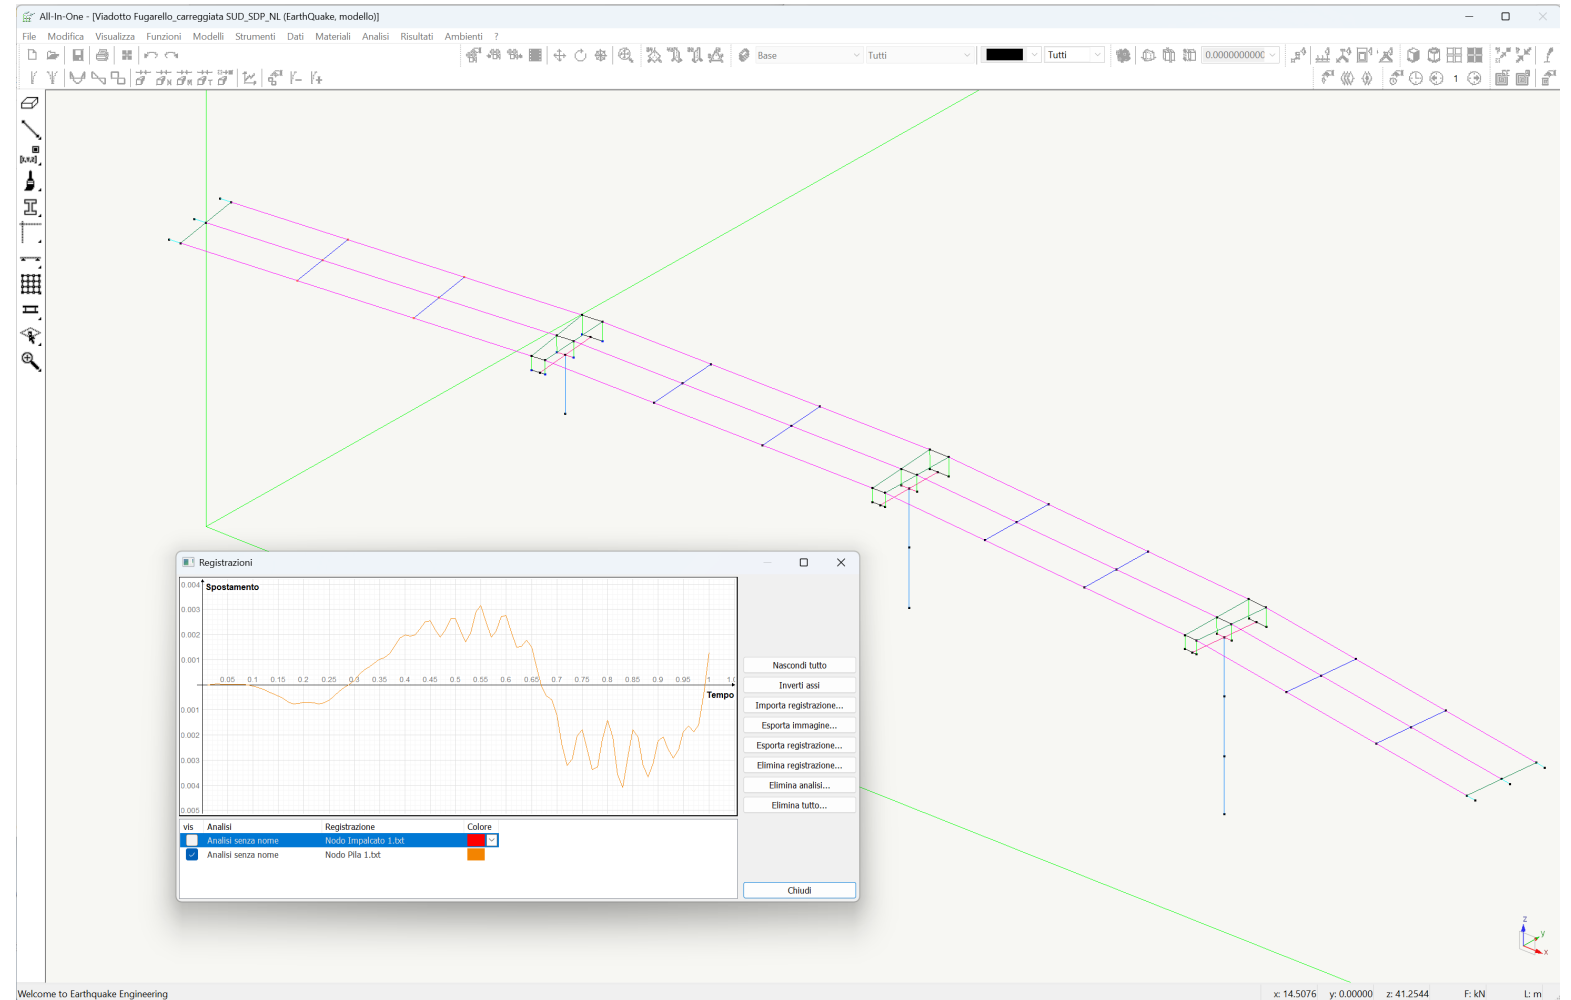 All-In-One - [Viadotto Fugarello_carreggiata SUD_SDP_NL (EarthQuake, modello)]
File Modifica Visualizza Funzioni Modelli Strumenti Dati Materiali Analisi Risultati Ambienti ?
Base Tutti Tutti 0.0000000000
1
Registrazioni
Spostamento
0.004
0.003
0.002
0.001
0.05 0.1 0.15 0.2 0.25 0.3 0.35 0.4 0.45 0.5 0.55 0.6 0.65 0.7 0.75 0.8 0.85 0.9 0.95 1
Tempo
0.001
0.002
0.003
0.004
0.005
Nascondi tutto
Inverti assi
Importa registrazione...
Esporta immagine...
Esporta registrazione...
Elimina registrazione...
Elimina analisi...
Elimina tutto...
vis Analisi Registrazione Colore
Analisi senza nome Nodo Impalcato 1.txt
Analisi senza nome Nodo Pila 1.txt
Chiudi
z
y
x
Welcome to Earthquake Engineering
x: 14.5076 y: 0.00000 z: 41.2544 F: kN L: m